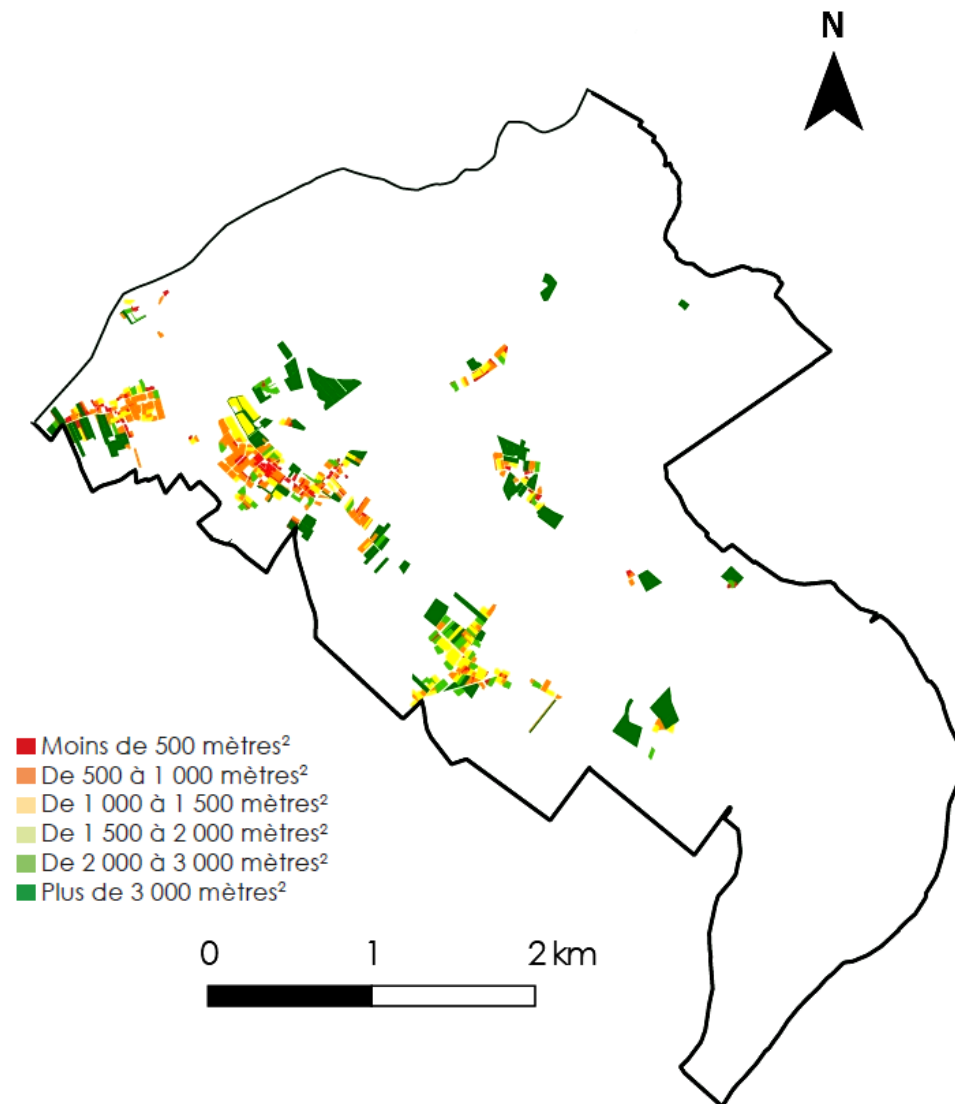 N
Moins de 500 mètres²
De 500 à 1 000 mètres²
De 1 000 à 1 500 mètres²
De 1 500 à 2 000 mètres²
De 2 000 à 3 000 mètres²
Plus de 3 000 mètres²
0 1 2 km